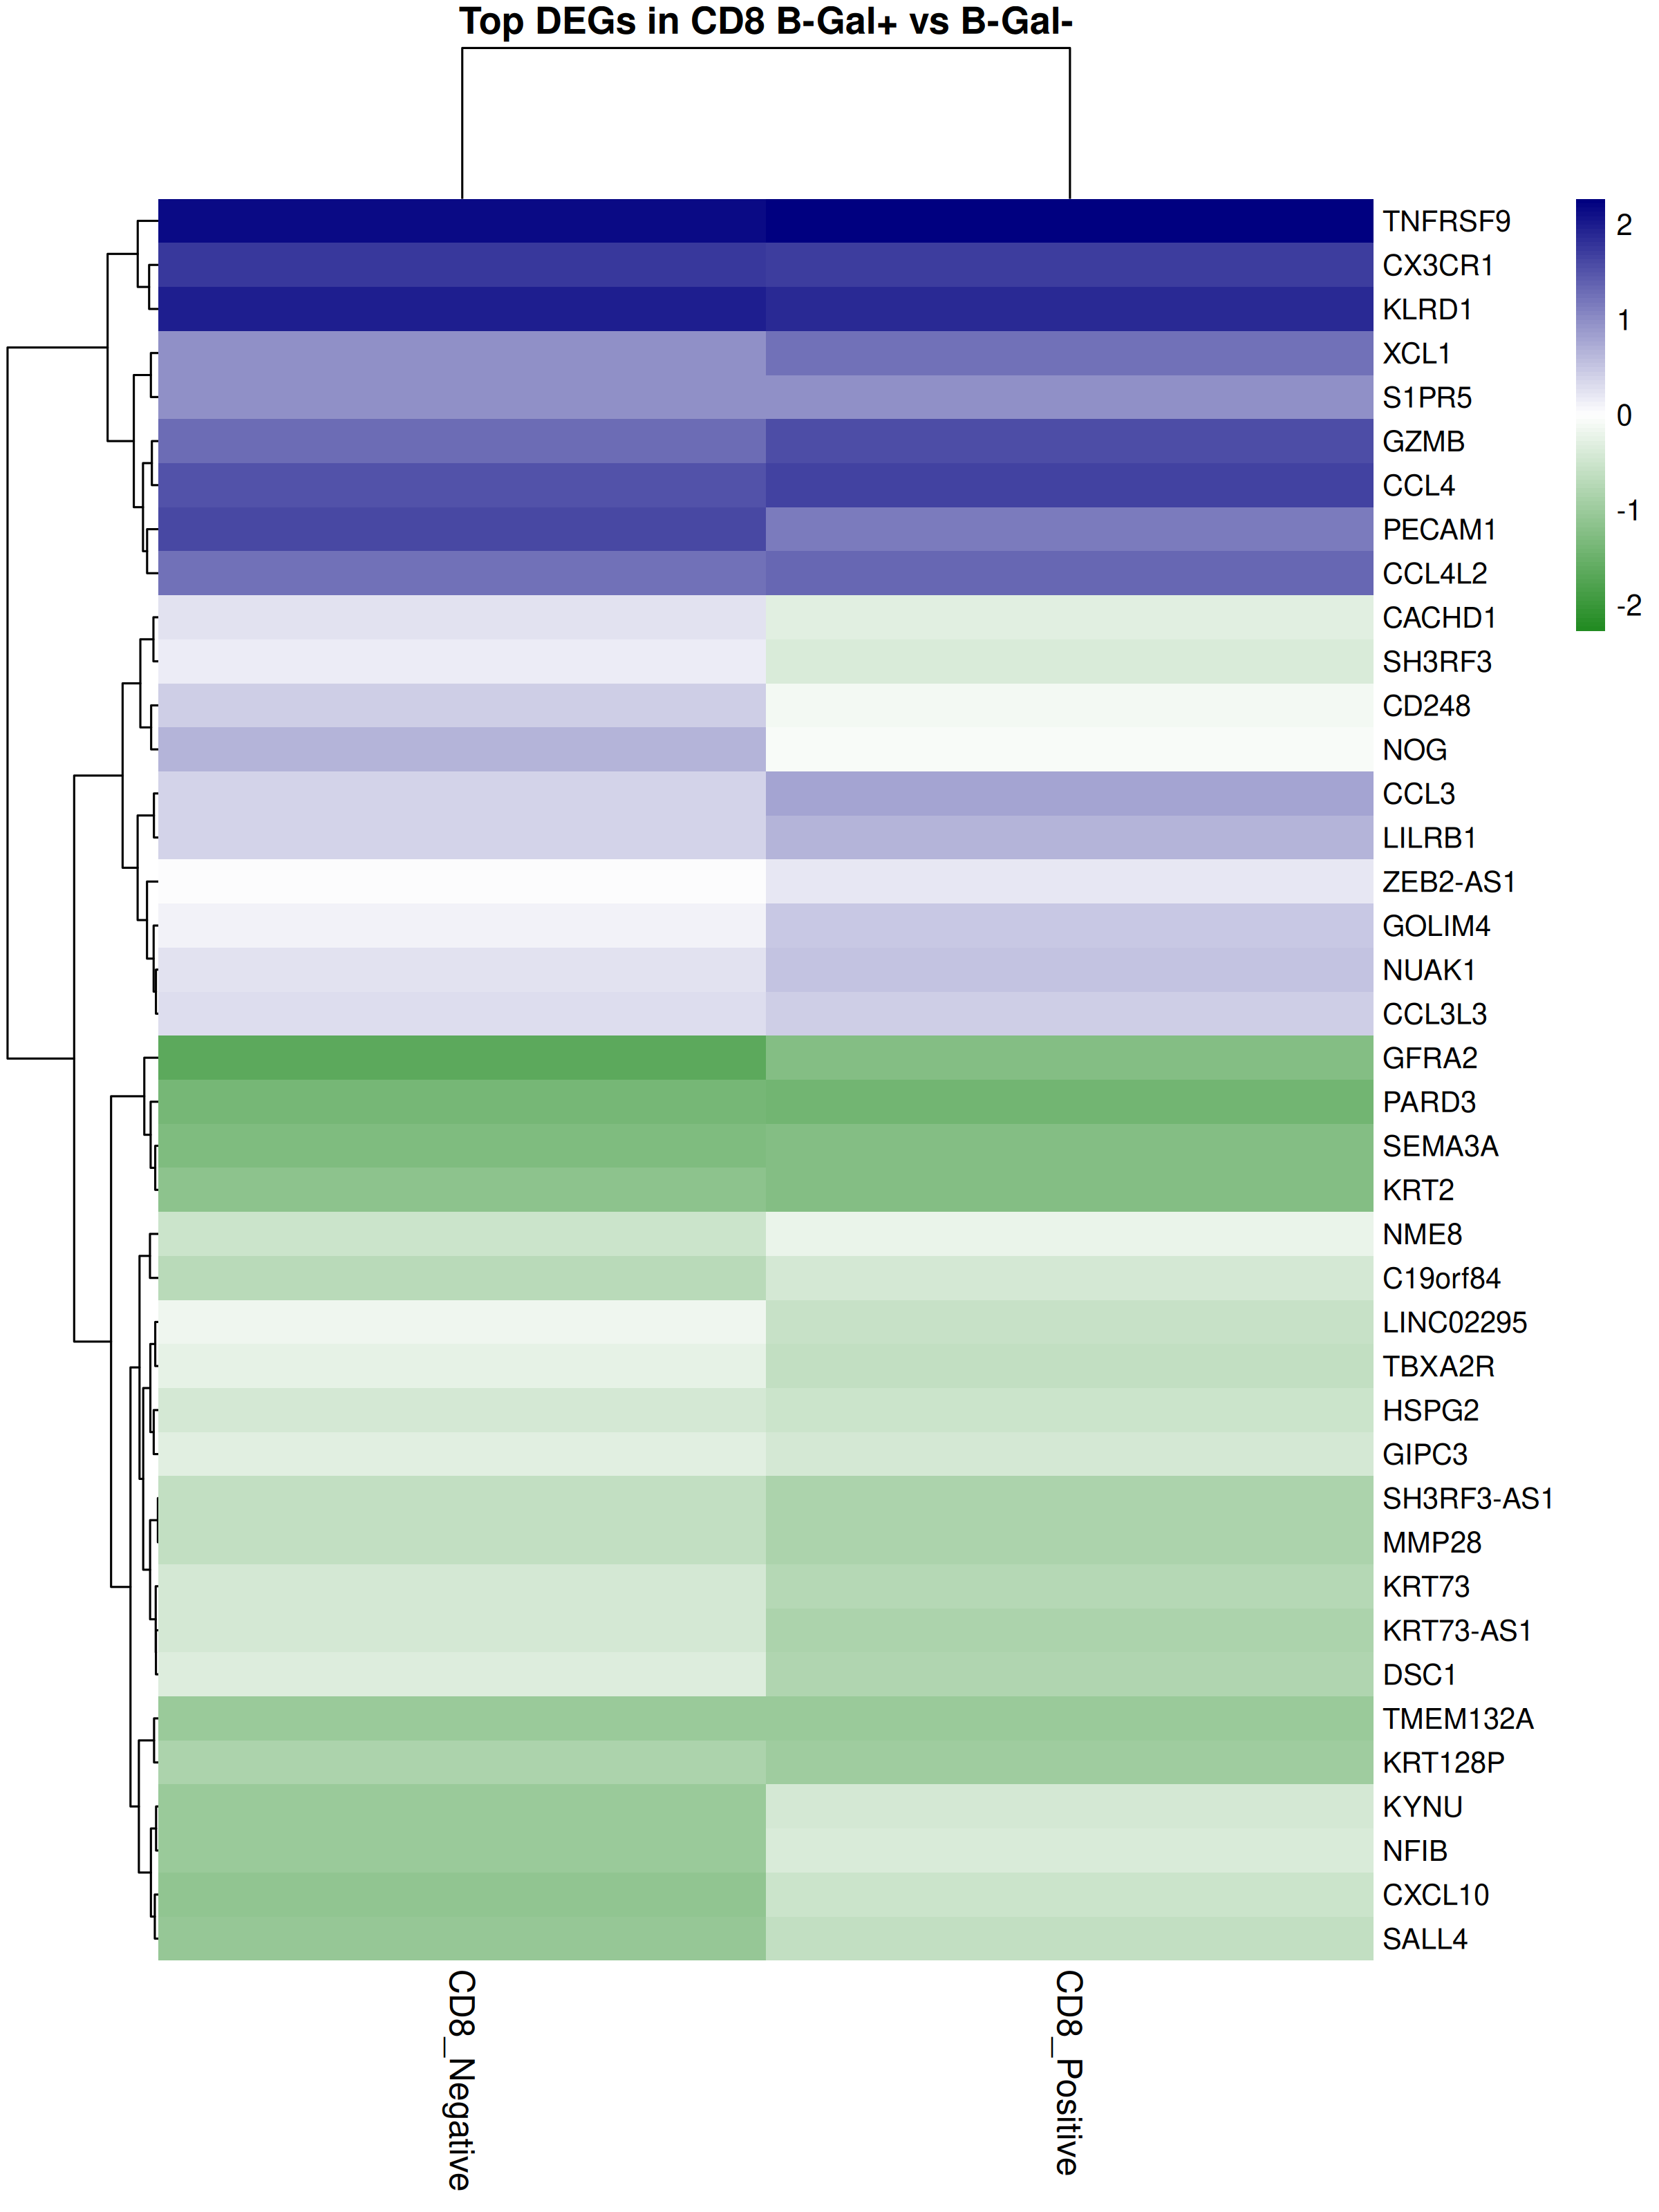 Top DEGs in CD8 B-Gal+ vs B-Gal-
TNFRSF9
CX3CR1
KLRD1
XCL1
S1PR5
GZMB
CCL4
PECAM1
CCL4L2
CACHD1
SH3RF3
CD248
NOG
CCL3
LILRB1
ZEB2-AS1
GOLIM4
NUAK1
CCL3L3
GFRA2
PARD3
SEMA3A
KRT2
NME8
C19orf84
LINC02295
TBXA2R
HSPG2
GIPC3
SH3RF3-AS1
MMP28
KRT73
KRT73-AS1
DSC1
TMEM132A
KRT128P
KYNU
NFIB
CXCL10
SALL4
2
1
0
-1
-2
CD8_Negative
CD8_Positive